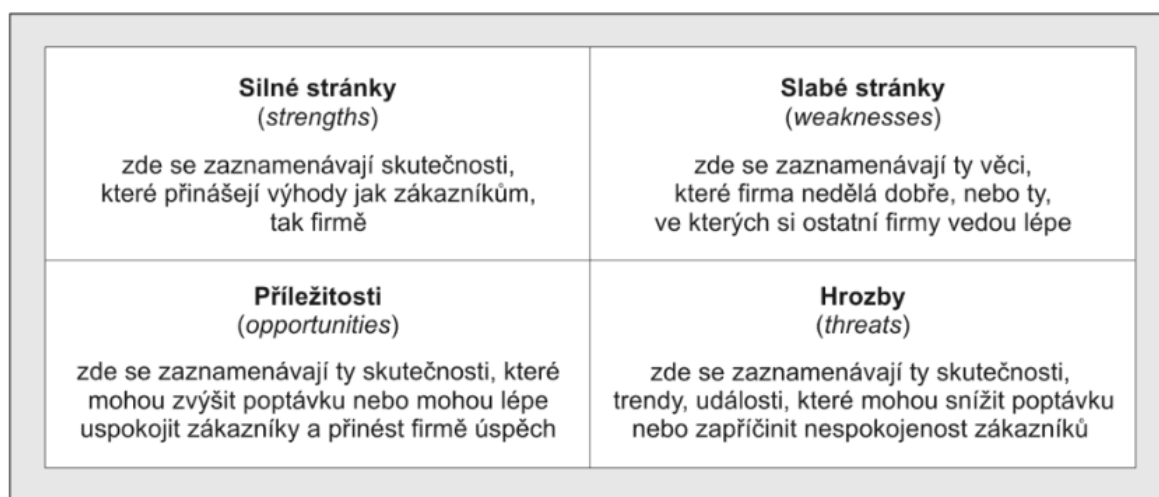 Silné stránky
(strengths)
zde se zaznamenávají skutečnosti,
které přinášejí výhody jak zákazníkům,
tak firmě
Slabé stránky
(weaknesses)
zde se zaznamenávají ty věci,
které firma nedělá dobře, nebo ty,
ve kterých si ostatní firmy vedou lépe
Příležitosti
(opportunities)
zde se zaznamenávají ty skutečnosti, které
mohou zvýšit poptávku nebo mohou lépe
uspokojit zákazníky a přinést firmě úspěch
Hrozby
(threats)
zde se zaznamenávají ty skutečnosti,
trendy, události, které mohou snížit poptávku
nebo zapříčinit nespokojenost zákazníků